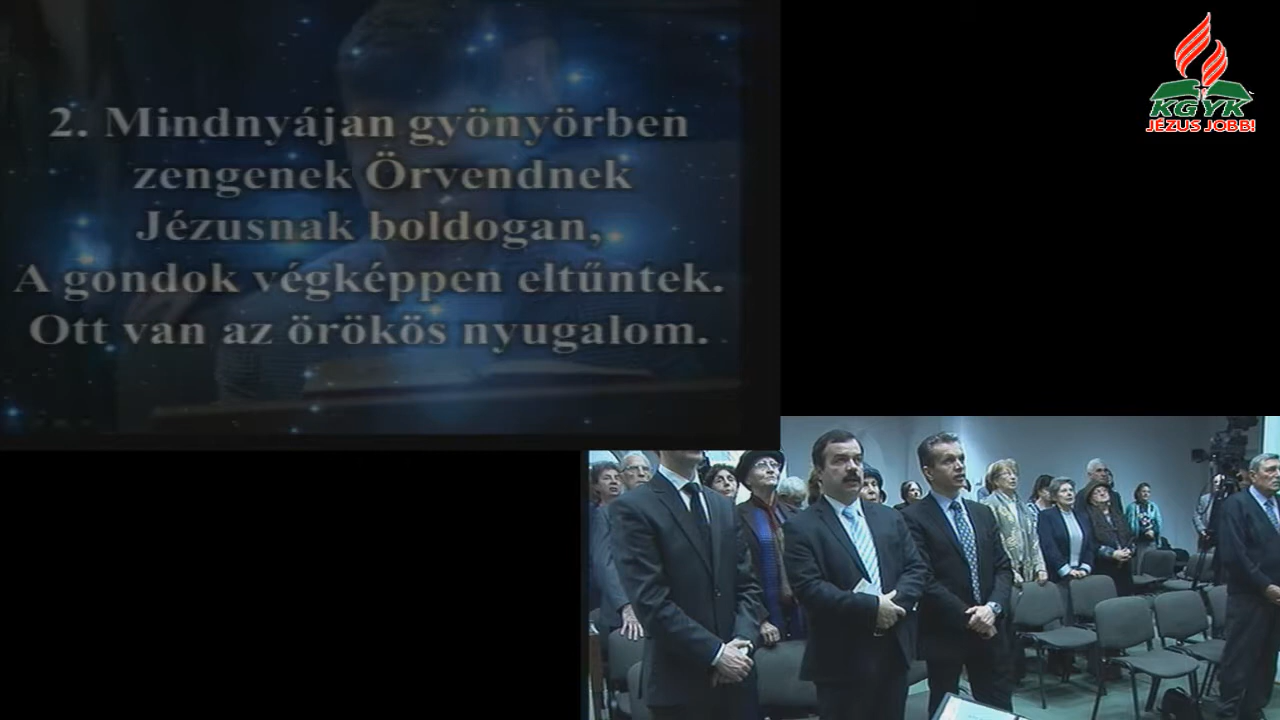 2. Mindnyájan gyönyörben
zengenek Örvendnek
Jézusnak boldogan,
A gondok végképpen eltűntek.
Ott van az örökös nyugalom.
KGYK
JÉZUS JOBB!